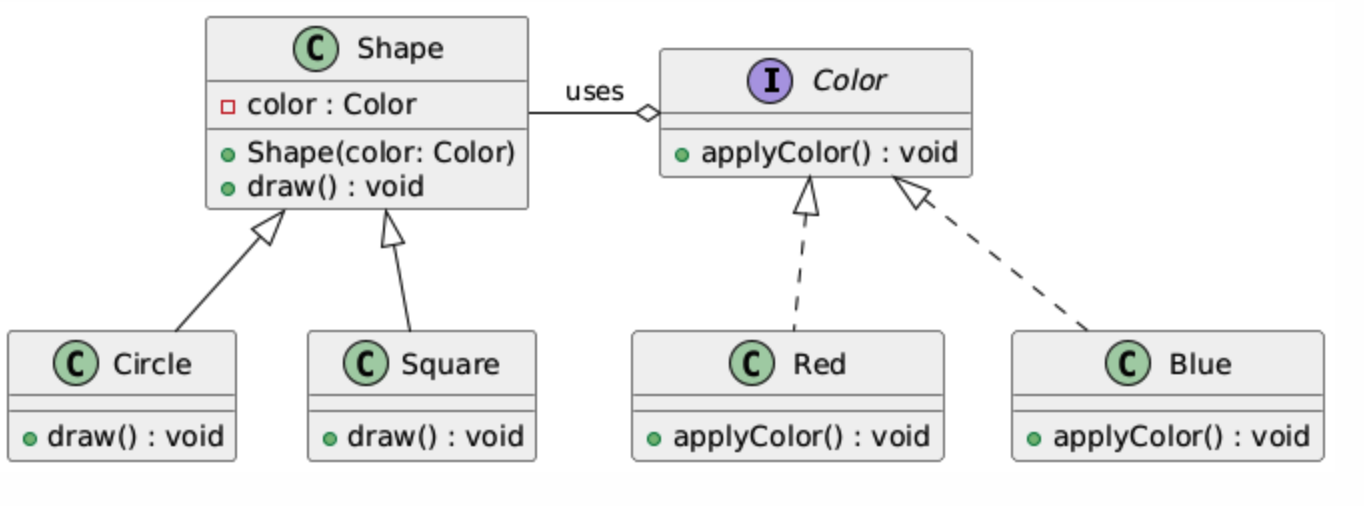 C Shape
color : Color
Shape(color: Color)
draw() : void
uses
I Color
applyColor() : void
C Circle
draw() : void
C Square
draw() : void
C Red
applyColor() : void
C Blue
applyColor() : void